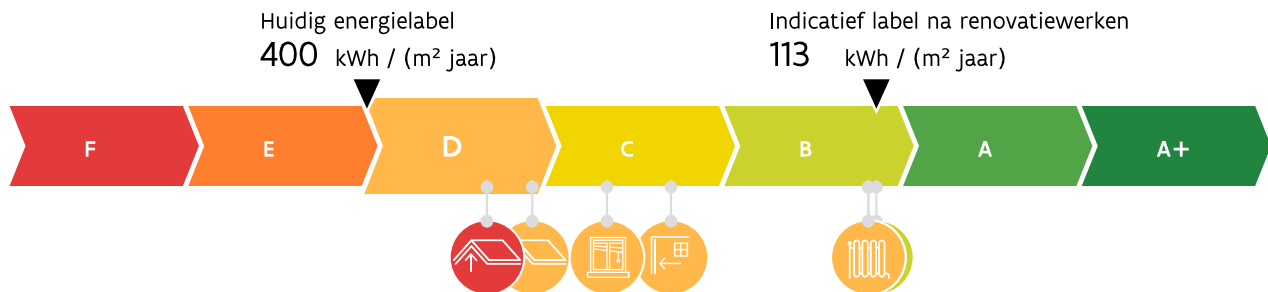 Huidig energielabel
400 kWh / (m² jaar)
Indicatief label na renovatiewerken
113 kWh / (m² jaar)
F E D C B A A+